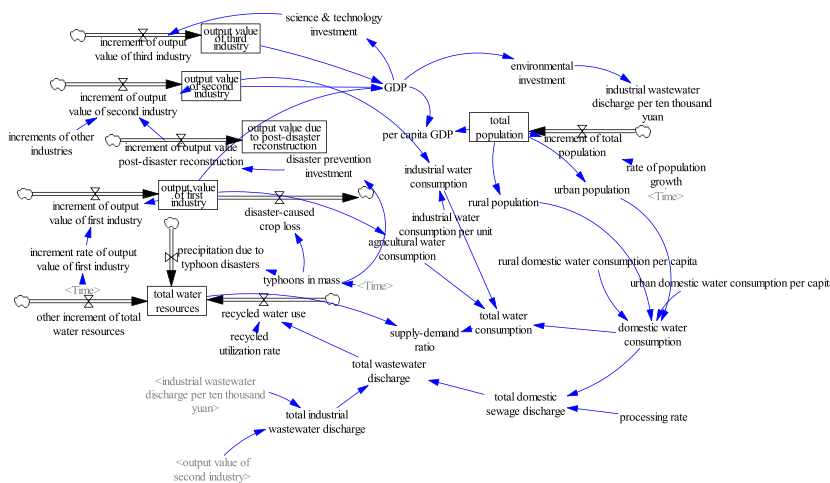 science & technology
investment
output value
of third
industry
increment of output
value of third industry
environmental
investment
output value
of second
industry
GDP
industrial wastewater
discharge per ten thousand
yuan
increment of output
value of second industry
increments of other
industries
output value due
to post-disaster
reconstruction
increment of output value
post-disaster reconstruction
total
population
per capita GDP
increment of total
population
disaster prevention
investment
industrial water
consumption
rate of population
growth
<Time>
urban population
output value
of first
industry
rural population
increment of output
value of first industry
disaster-caused
crop loss
industrial water
consumption per unit
agricultural water
consumption
increment rate of output
value of first industry
precipitation due to
typhoon disasters
rural domestic water consumption per capita
<Time>
typhoons in mass
<Time>
urban domestic water consumption per capit
total water
resources
other increment of total
water resources
recycled water use
total water
consumption
domestic water
consumption
supply-demand
ratio
recycled
utilization rate
total wastewater
discharge
<industrial wastewater
discharge per ten thousand
yuan>
total industrial
wastewater discharge
total domestic
sewage discharge
processing rate
<output value of
second industry>